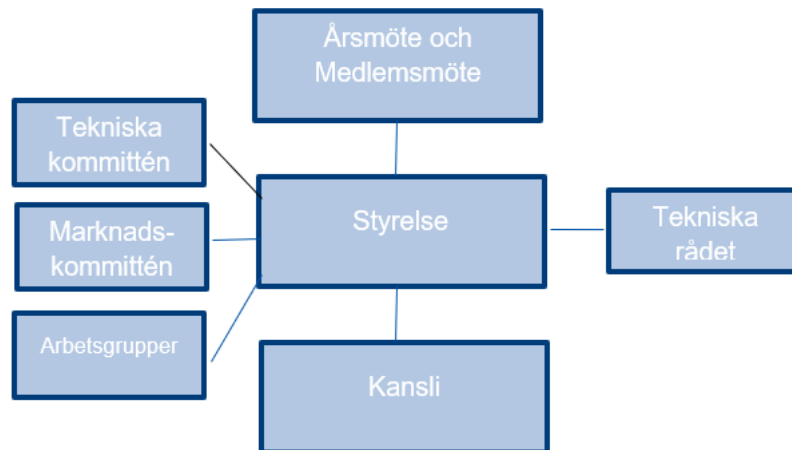 Årsmöte och
Medlemsmöte
Tekniska
kommittén
Marknads-
kommittén
Arbetsgrupper
Styrelse
Tekniska
rådet
Kansli